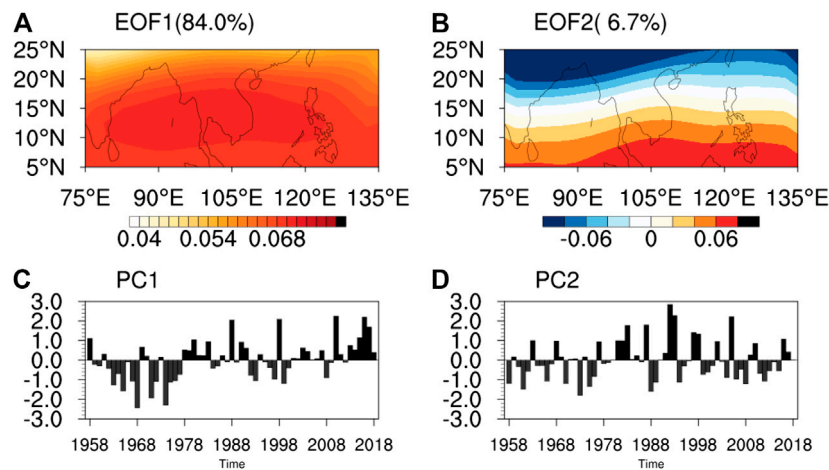 A EOF1(84.0%)
25°N
20°N
15°N
10°N
5°N
75°E 90°E 105°E 120°E 135°E
0.04 0.054 0.068
B EOF2( 6.7%)
25°N
20°N
15°N
10°N
5°N
75°E 90°E 105°E 120°E 135°E
-0.06 0 0.06
C PC1
3.0
2.0
1.0
0.0
-1.0
-2.0
-3.0
1958 1968 1978 1988 1998 2008 2018
Time
D PC2
3.0
2.0
1.0
0.0
-1.0
-2.0
-3.0
1958 1968 1978 1988 1998 2008 2018
Time